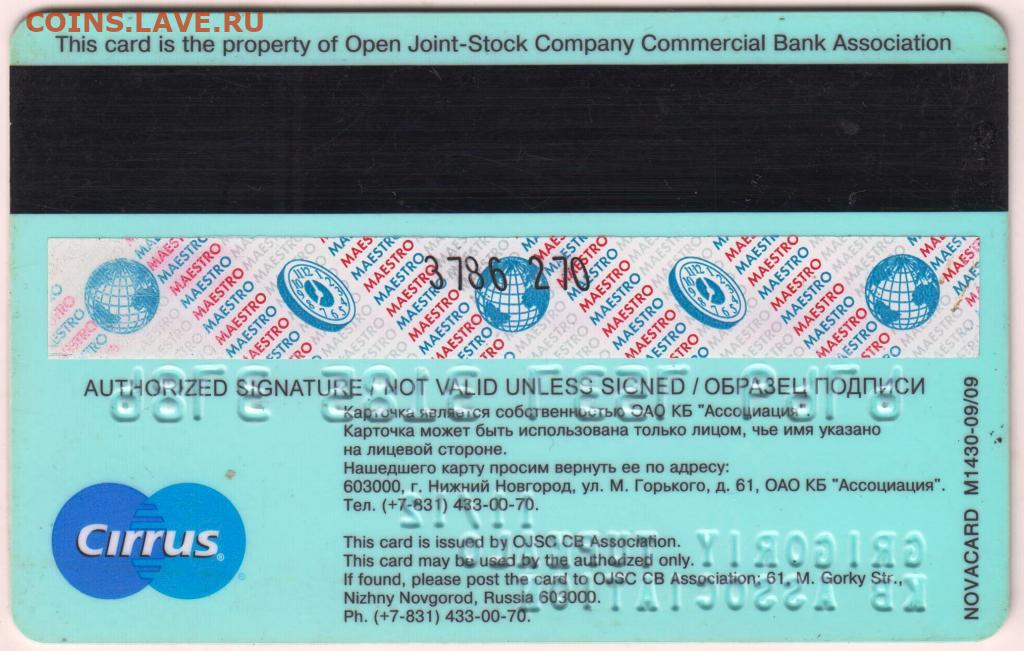 COINS.LAVE.RU
This card is the property of Open Joint-Stock Company Commercial Bank Association
MAESTRO
3786 270
AUTHORIZED SIGNATURE / NOT VALID UNLESS SIGNED / ОБРАЗЕЦ ПОДПИСИ
Карточка является собственностью ОАО КБ "Ассоциация".
Карточка может быть использована только лицом, чье имя указано
на лицевой стороне.
Нашедшего карту просим вернуть ее по адресу:
603000, г. Нижний Новгород, ул. М. Горького, д. 61, ОАО КБ "Ассоциация".
Тел. (+7-831) 433-00-70.
11/12
GRIGORIY
KB ASSOCIATION
Cirrus
This card is issued by OJSC CB Association.
This card may be used by the authorized only.
If found, please post the card to OJSC CB Association; 61, M. Gorky Str.,
Nizhny Novgorod, Russia 603000.
Ph. (+7-831) 433-00-70.
NOVACARD M1430-09/09